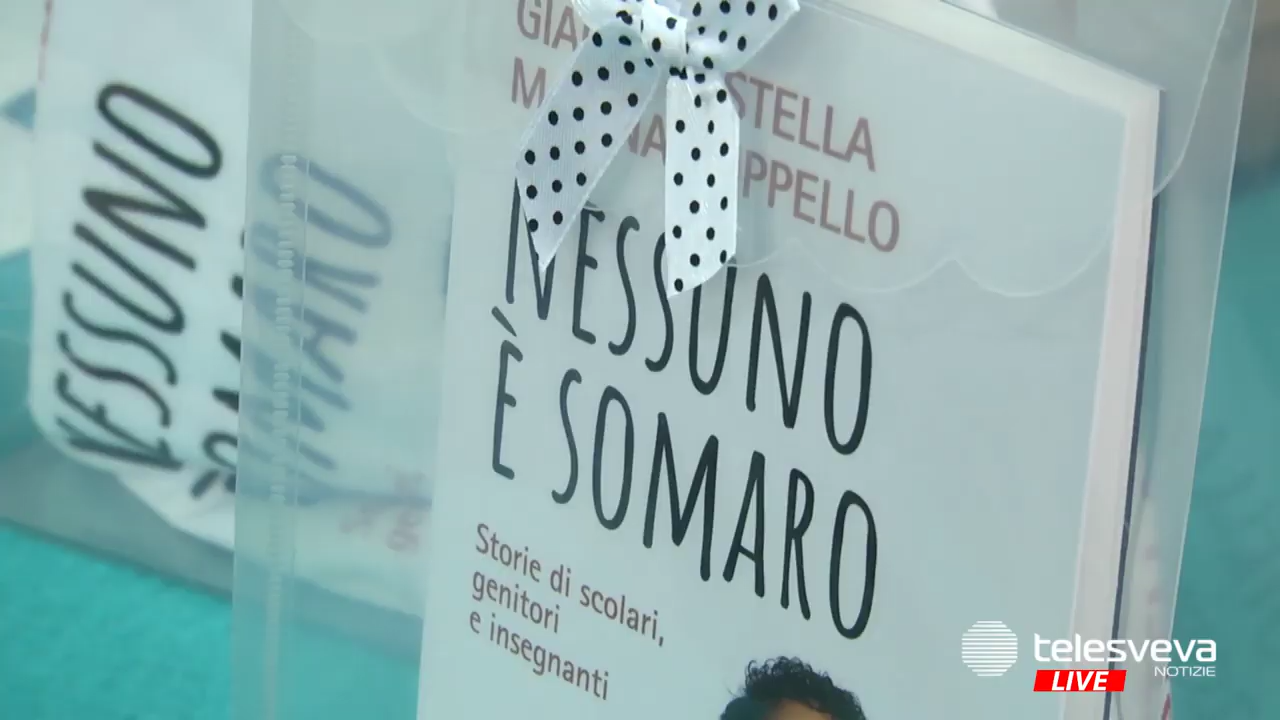 NESSUNO
STELLA
PPELLO
NESSUNO
È SOMARO
Storie di scolari,
genitori
e insegnanti
telesveva
NOTIZIE
LIVE